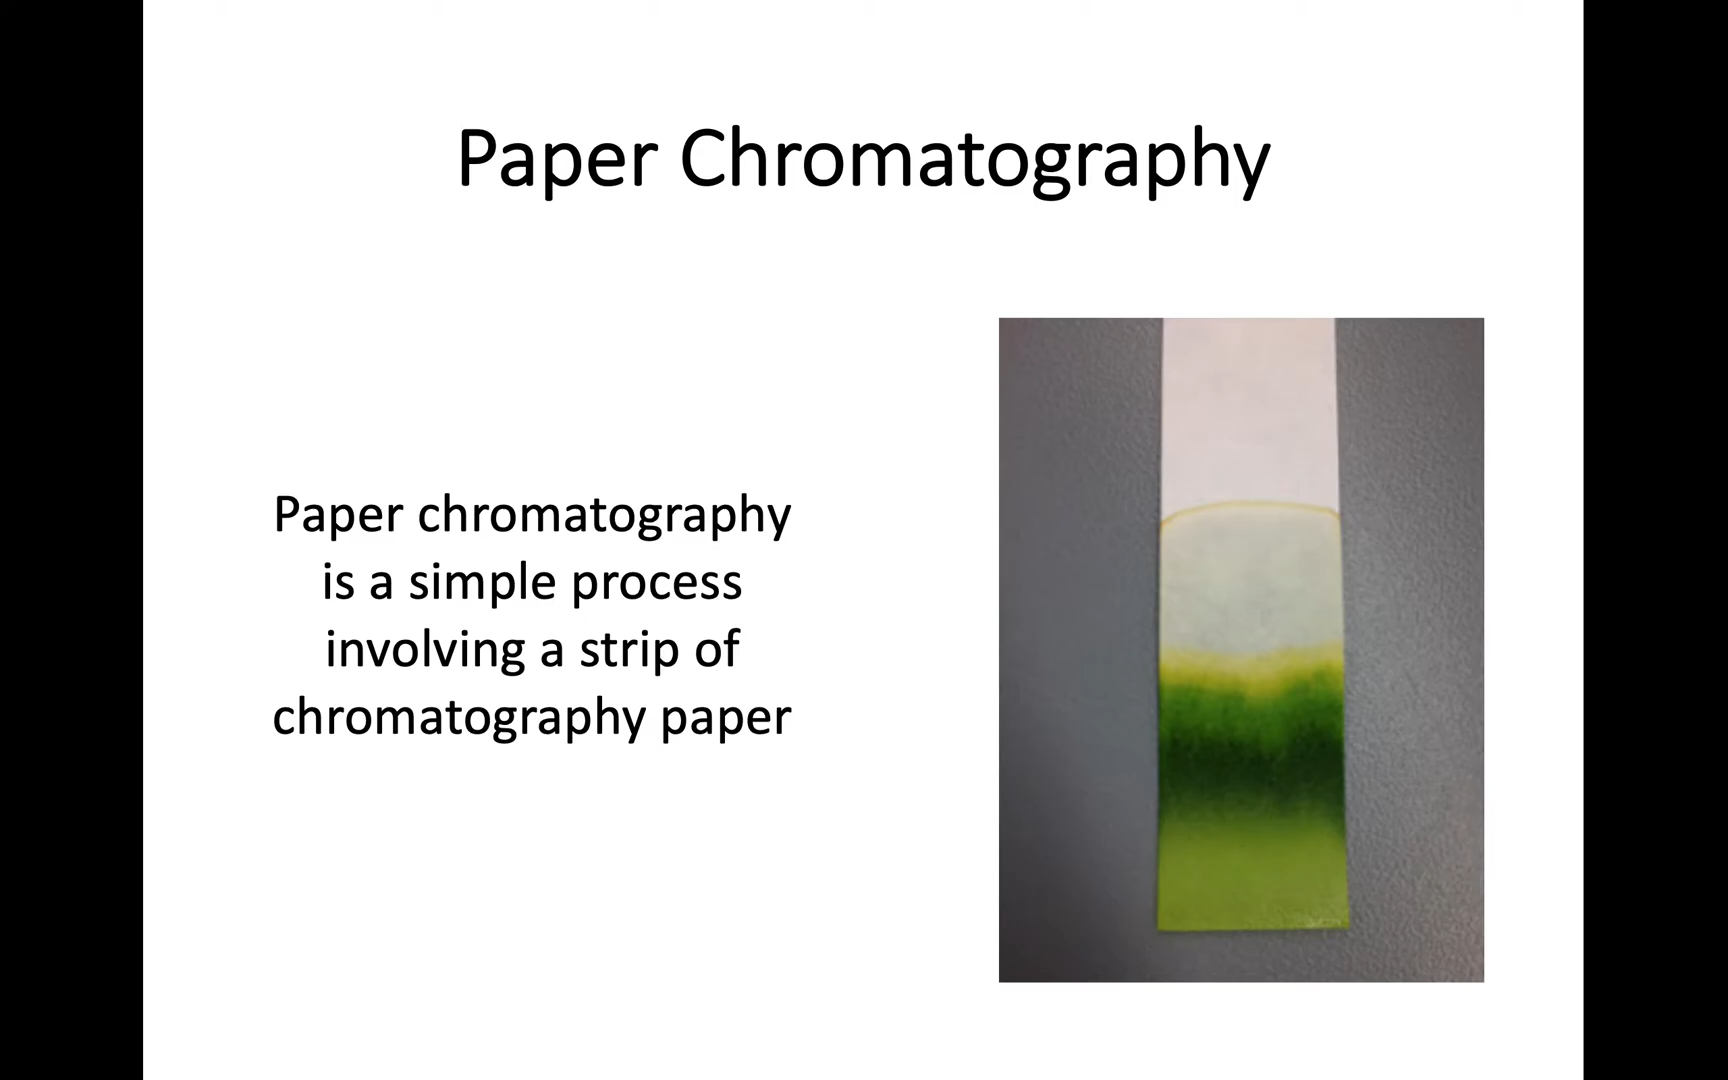 Paper Chromatography
Paper chromatography
is a simple process
involving a strip of
chromatography paper